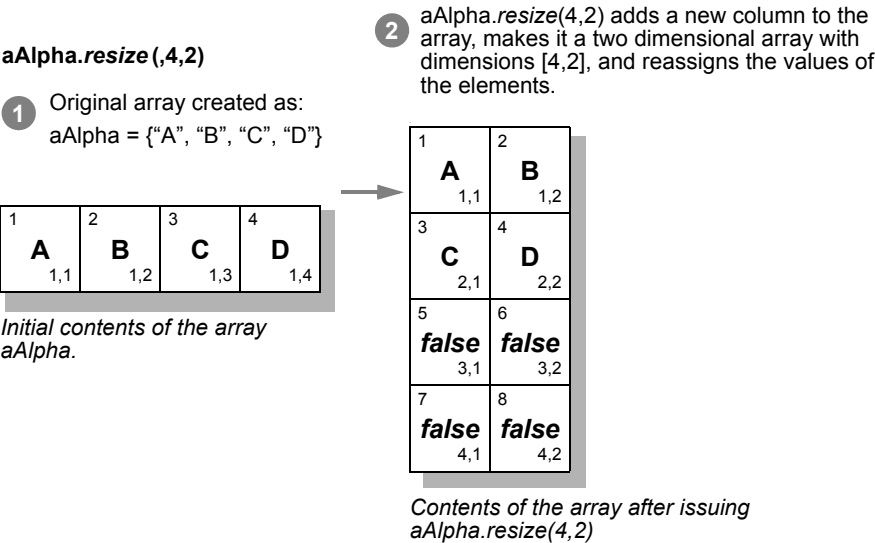 aAlpha.resize (,4,2)
1
Original array created as:
aAlpha = {“A”, “B”, “C”, “D”}
1 2 3 4
A B C D
1,1 1,2 1,3 1,4
Initial contents of the array
aAlpha.
2
aAlpha.resize(4,2) adds a new column to the
array, makes it a two dimensional array with
dimensions [4,2], and reassigns the values of
the elements.
1 2
A B
1,1 1,2
3 4
C D
2,1 2,2
5 6
false false
3,1 3,2
7 8
false false
4,1 4,2
Contents of the array after issuing
aAlpha.resize(4,2)